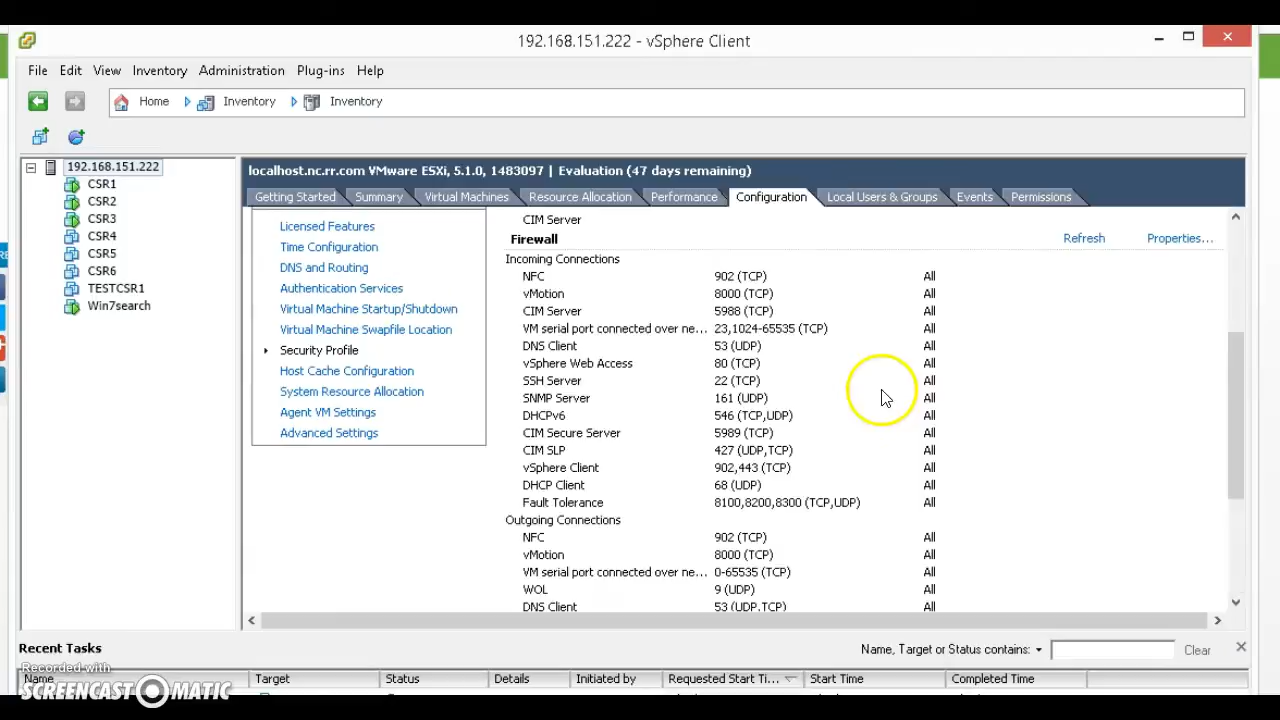 192.168.151.222 - vSphere Client
File Edit View Inventory Administration Plug-ins Help
Home Inventory Inventory
192.168.151.222
CSR1
CSR2
CSR3
CSR4
CSR5
CSR6
TESTCSR1
Win7search
localhost.nc.rr.com VMware ESXi, 5.1.0, 1483097 | Evaluation (47 days remaining)
Getting Started Summary Virtual Machines Resource Allocation Performance Configuration Local Users & Groups Events Permissions
Licensed Features
Time Configuration
DNS and Routing
Authentication Services
Virtual Machine Startup/Shutdown
Virtual Machine Swapfile Location
Security Profile
Host Cache Configuration
System Resource Allocation
Agent VM Settings
Advanced Settings
CIM Server
Firewall Refresh Properties...
Incoming Connections
NFC 902 (TCP) All
vMotion 8000 (TCP) All
CIM Server 5988 (TCP) All
VM serial port connected over ne... 23,1024-65535 (TCP) All
DNS Client 53 (UDP) All
vSphere Web Access 80 (TCP) All
SSH Server 22 (TCP) All
SNMP Server 161 (UDP) All
DHCPv6 546 (TCP,UDP) All
CIM Secure Server 5989 (TCP) All
CIM SLP 427 (UDP,TCP) All
vSphere Client 902,443 (TCP) All
DHCP Client 68 (UDP) All
Fault Tolerance 8100,8200,8300 (TCP,UDP) All
Outgoing Connections
NFC 902 (TCP) All
vMotion 8000 (TCP) All
VM serial port connected over ne... 0-65535 (TCP) All
WOL 9 (UDP) All
DNS Client 53 (UDP,TCP) All
Recent Tasks Name, Target or Status contains: Clear
Name Target Status Details Initiated by Requested Start Ti... Start Time Completed Time
Recorded with
SCREENCAST MATIC